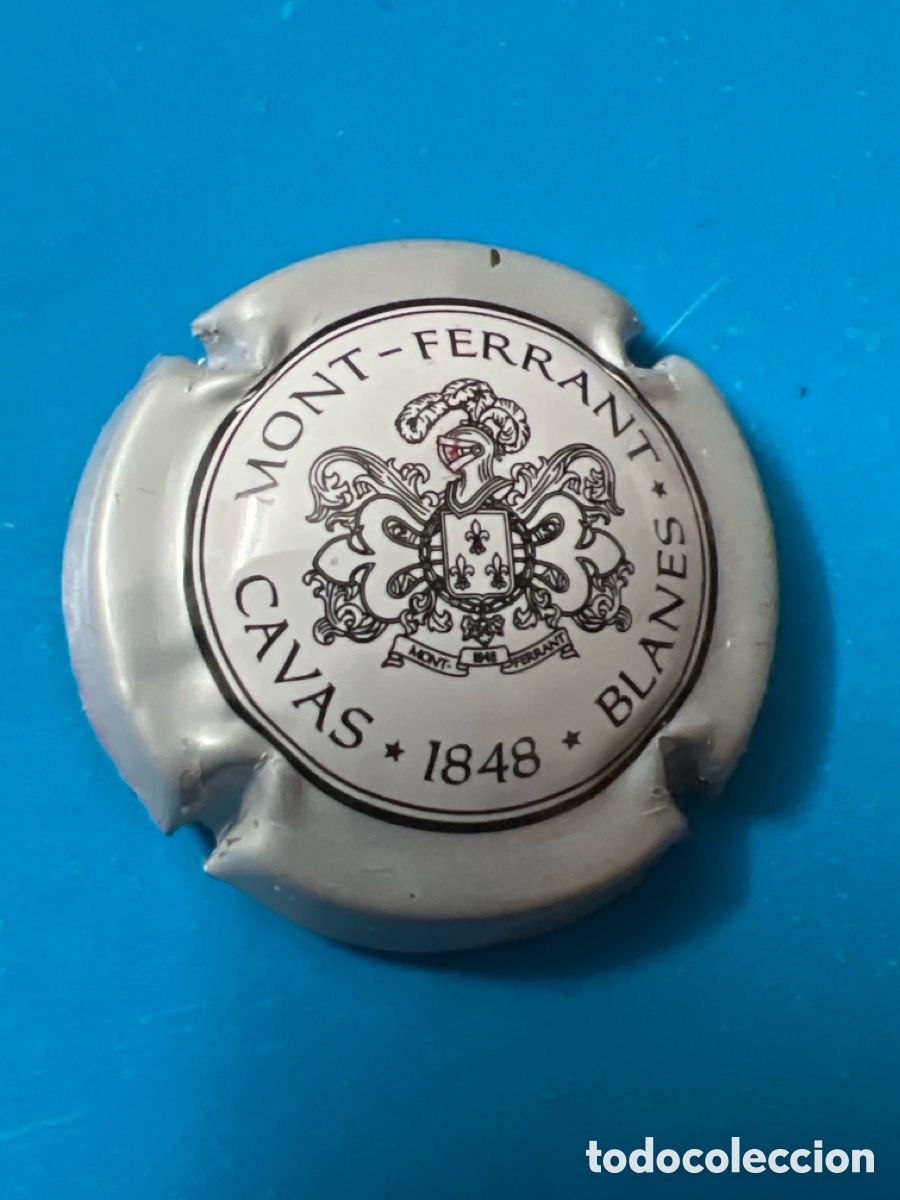 MONT-FERRANT
CAVAS ★ 1848 ★ BLANES ★
MONT- 1848 FERRANT
todocoleccion